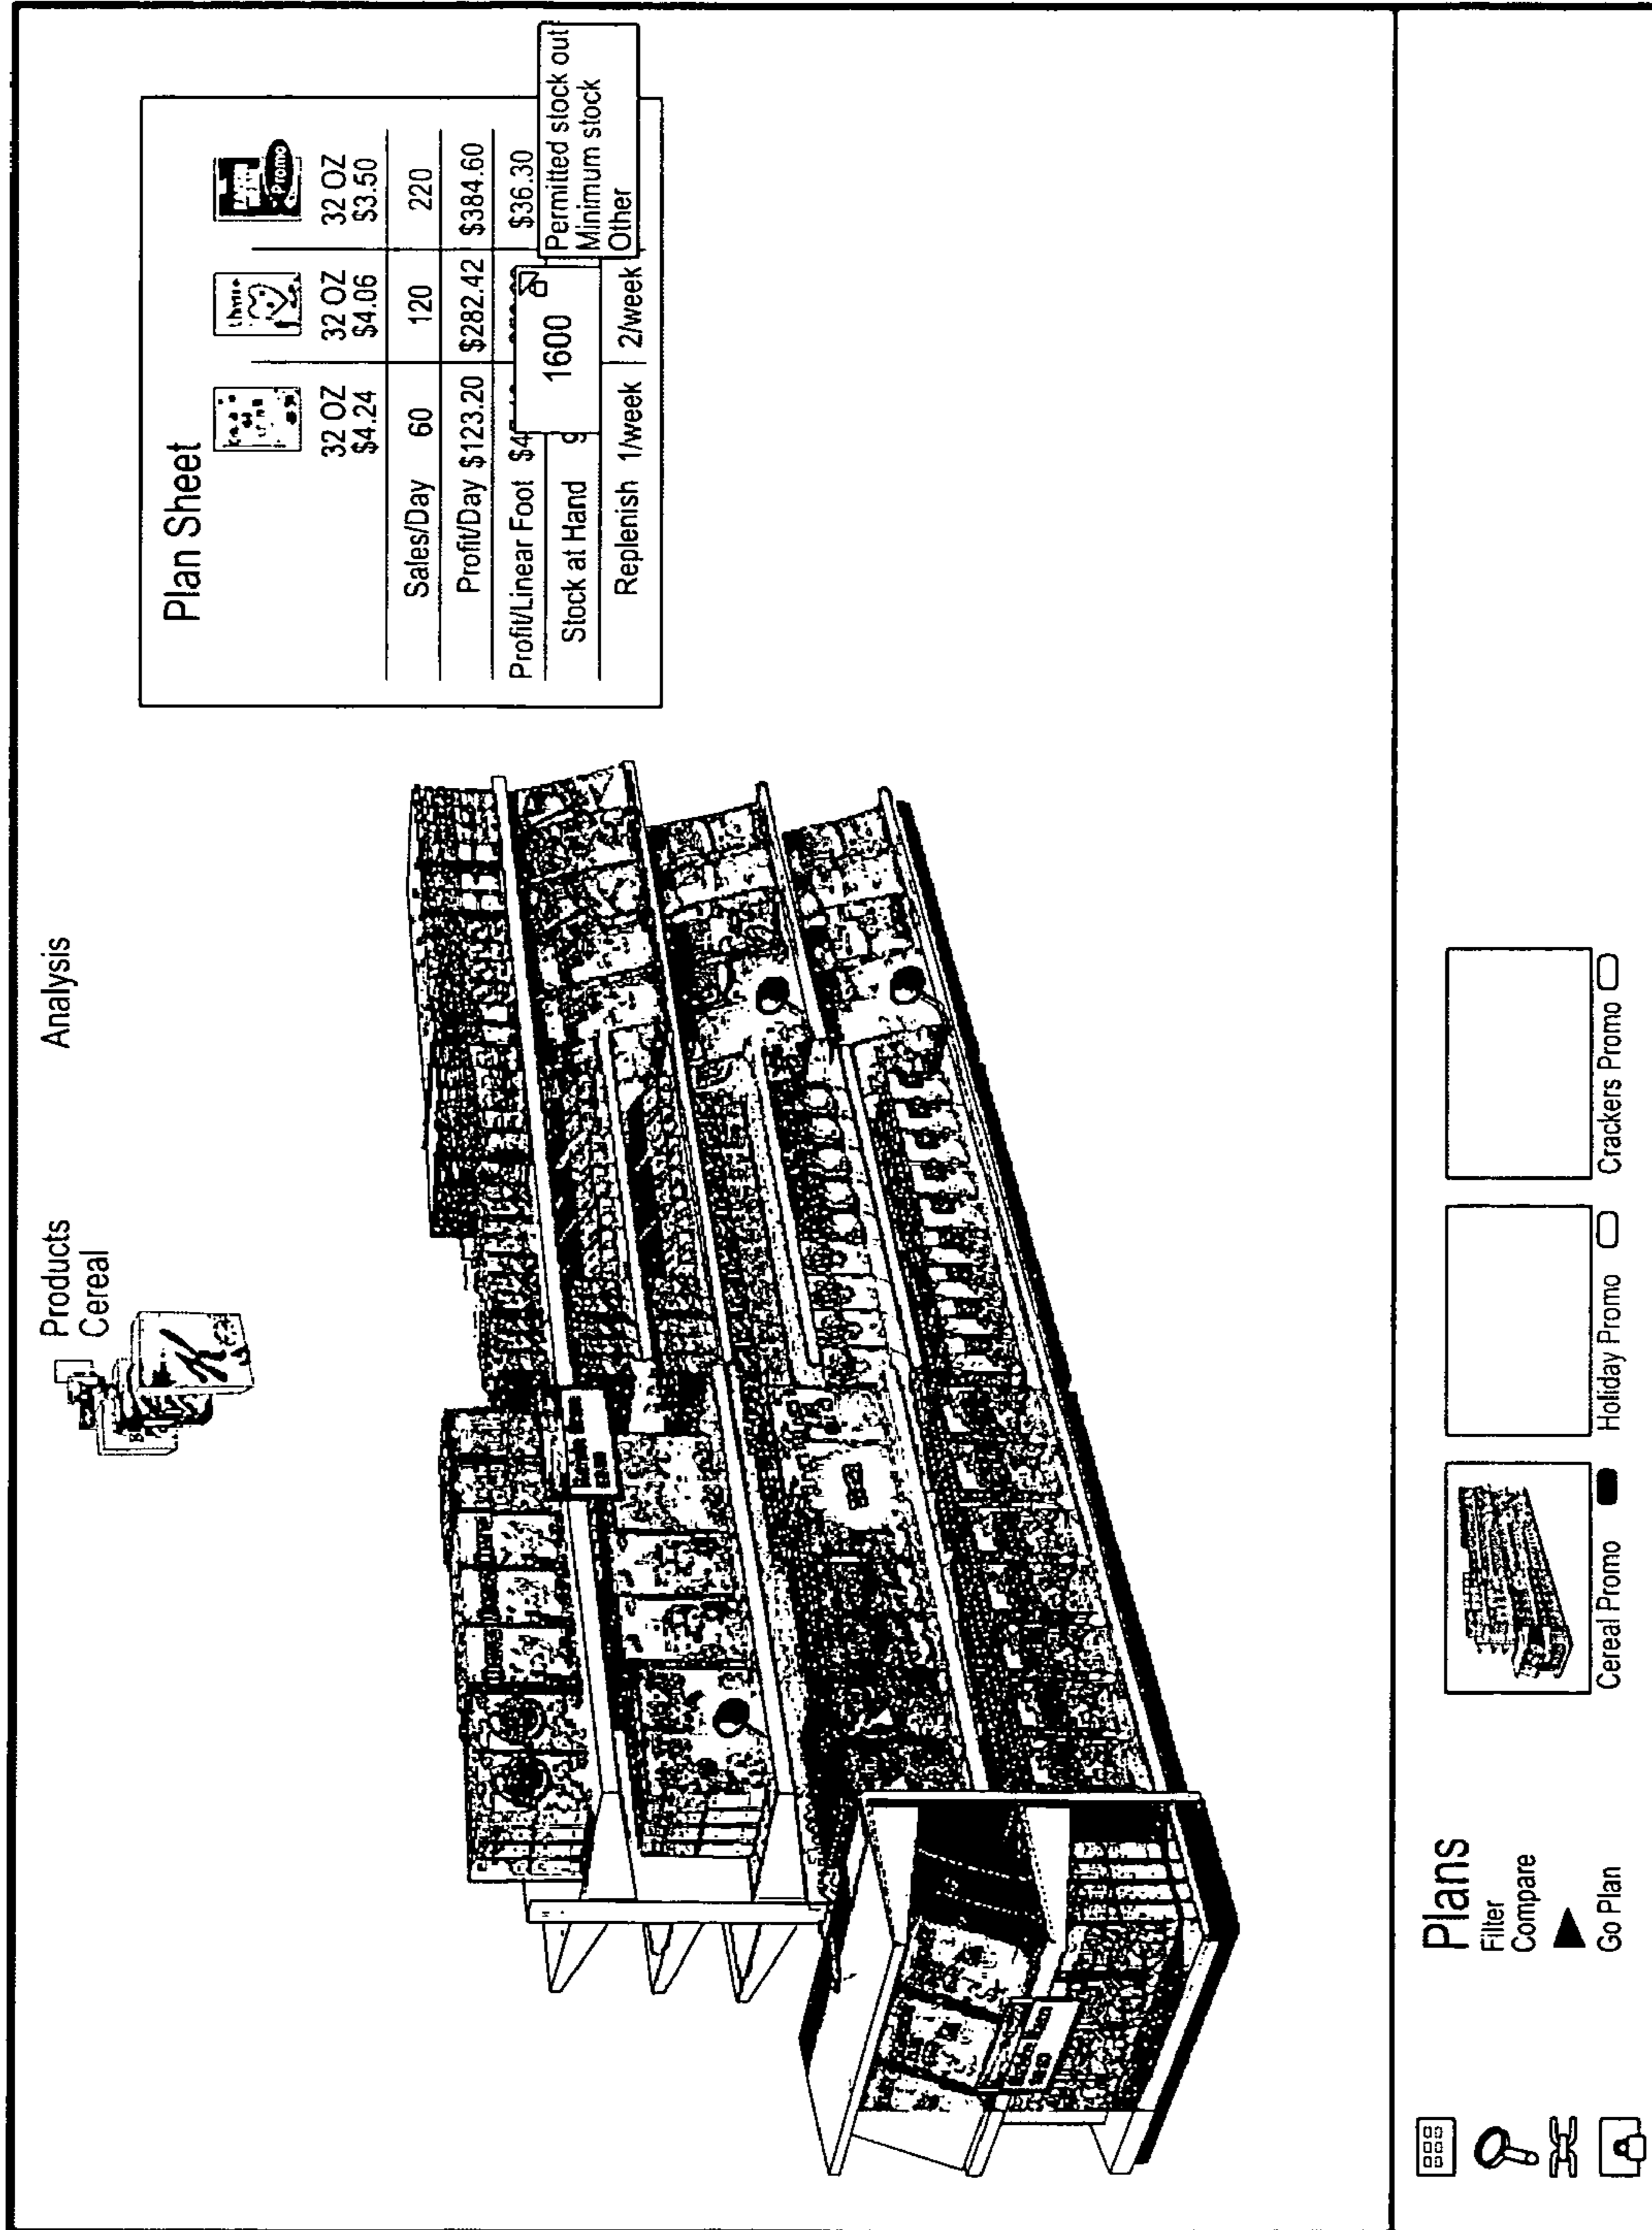 Products
Cereal
Analysis
Plan Sheet
Promo
32 OZ 32 OZ 32 OZ
$4.24 $4.06 $3.50
Sales/Day 60 120 220
Profit/Day $123.20 $282.42 $384.60
Profit/Linear Foot $4 $36.30
Stock at Hand 9 1600
Permitted stock out
Minimum stock
Other
Replenish 1/week 2/week
Plans
Filter
Compare
Go Plan
Cereal Promo
Holiday Promo
Crackers Promo